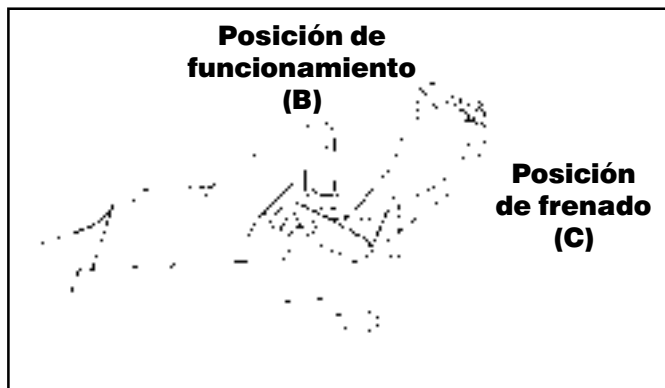 Posición de
funcionamiento
(B)
Posición
de frenado
(C)